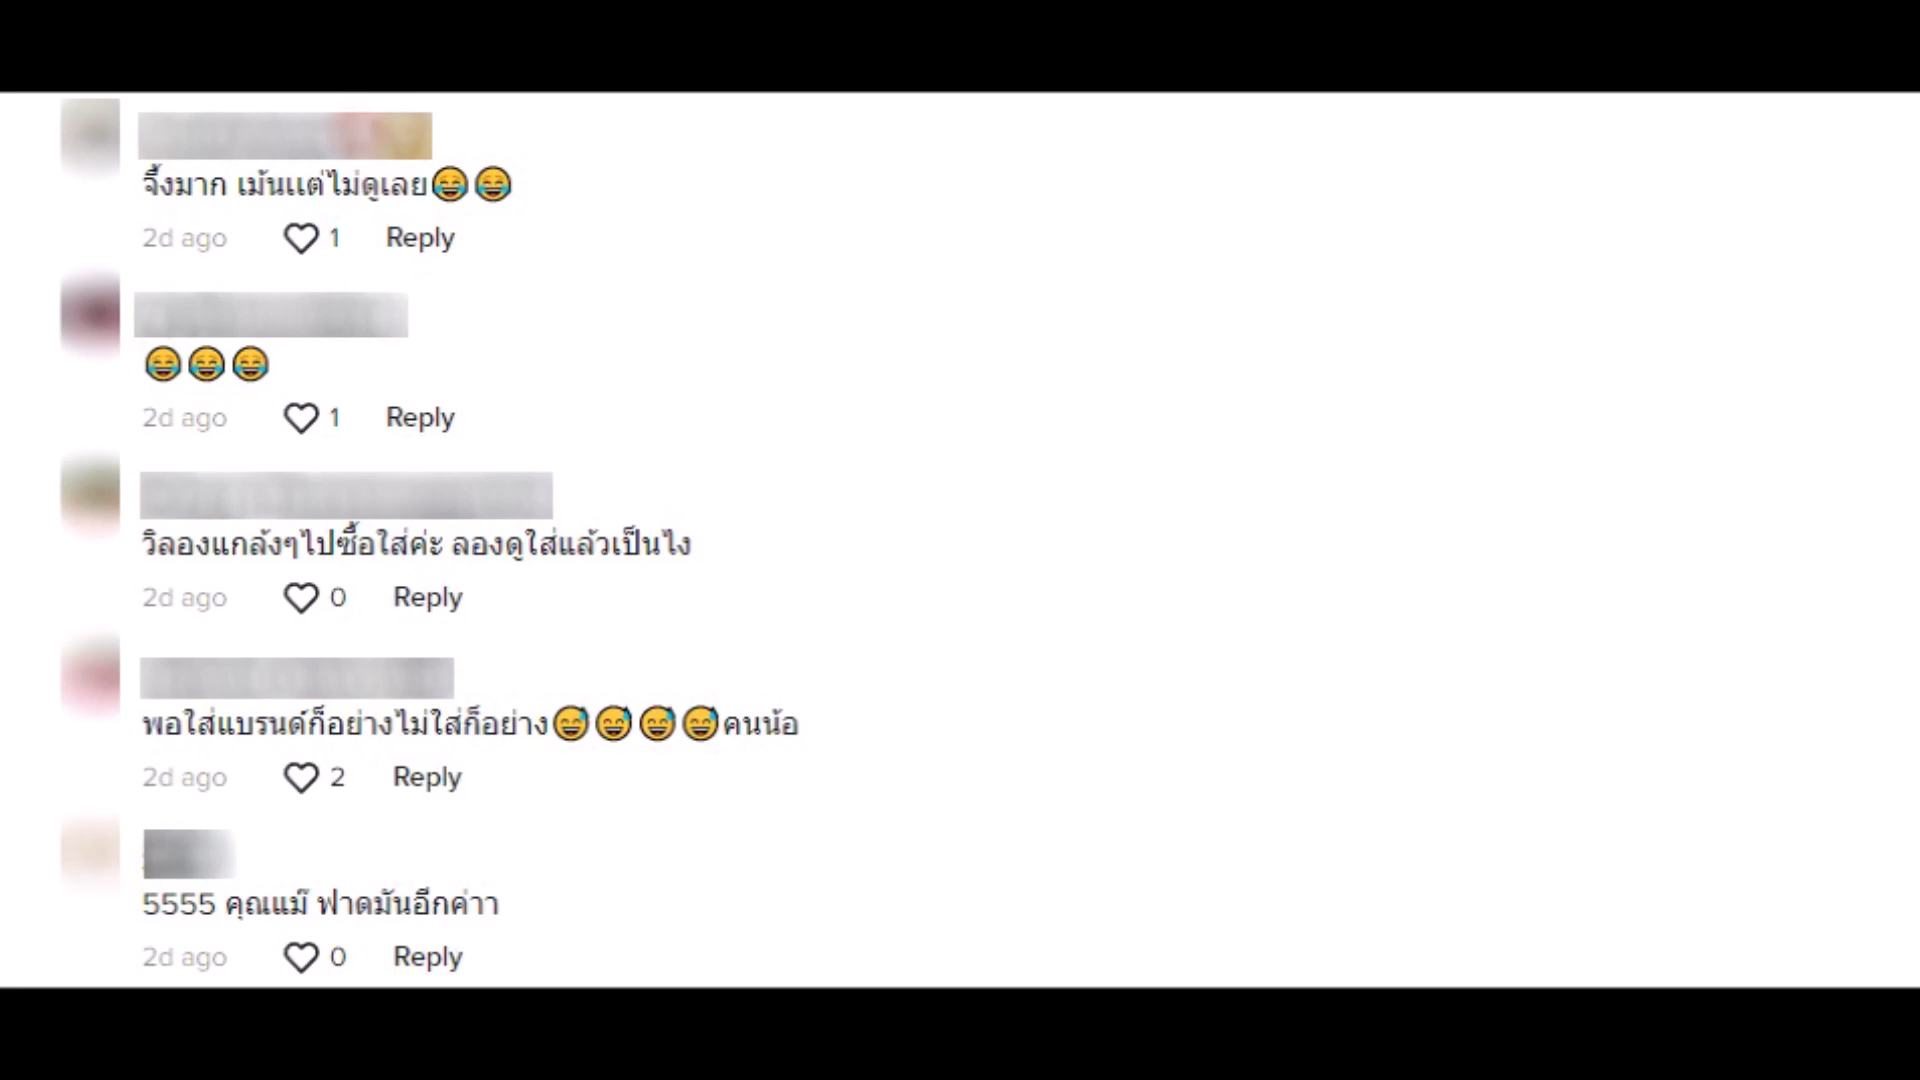 จึ้งมาก เม้นแต่ไม่ดูเลย😂😂
2d ago 1 Reply
😂😂😂
2d ago 1 Reply
วิลองแกล้งๆไปซื้อใส่ค่ะ ลองดูใส่แล้วเป็นไง
2d ago 0 Reply
พอใส่แบรนด์ก็อย่างไม่ใส่ก็อย่าง😅😅😅😅คนน้อ
2d ago 2 Reply
5555 คุณแม๊ ฟาดมันอีกค่าา
2d ago 0 Reply